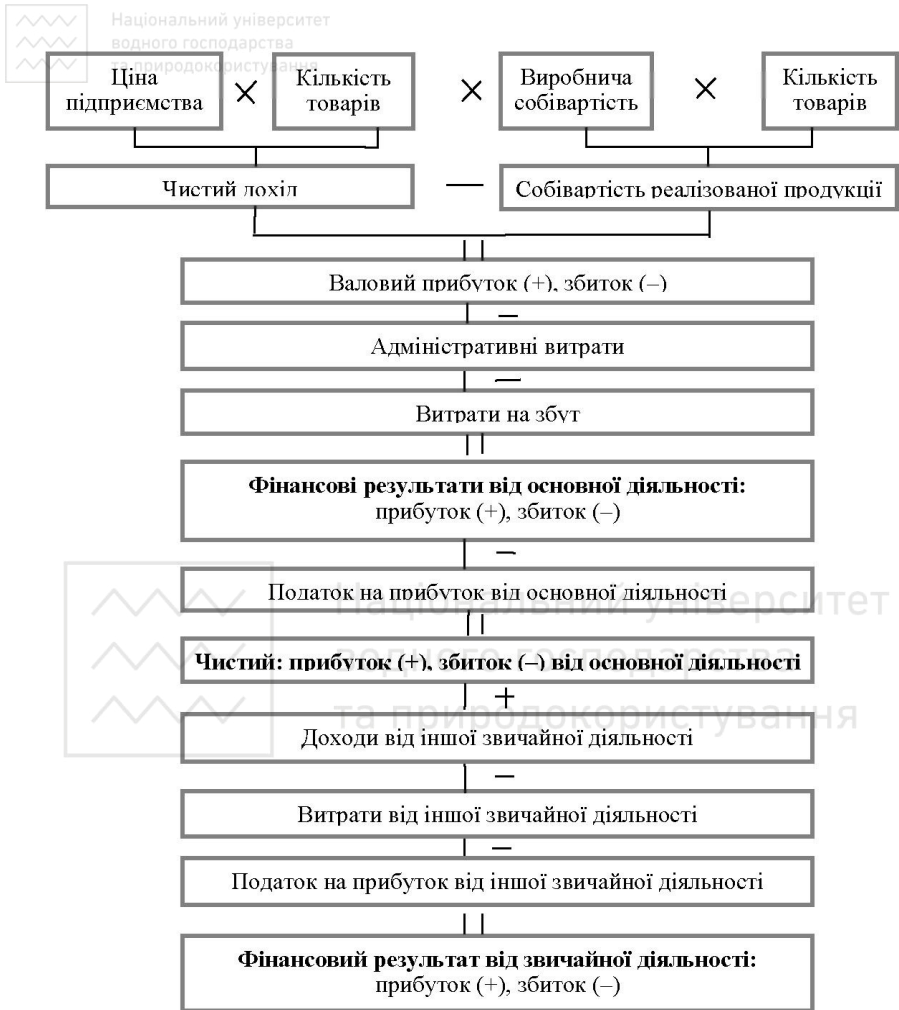 Національний університет
водного господарства
та природокористування
Ціна
підприємства
×
Кількість
товарів
×
Виробнича
собівартість
×
Кількість
товарів
Чистий дохід
—
Собівартість реалізованої продукції
Валовий прибуток (+), збиток (–)
–
Адміністративні витрати
—
Витрати на збут
Фінансові результати від основної діяльності:
прибуток (+), збиток (–)
–
Податок на прибуток від основної діяльності
Національний університет
Чистий: прибуток (+), збиток (–) від основної діяльності
водного господарства
+
та природокористування
Доходи від іншої звичайної діяльності
–
Витрати від іншої звичайної діяльності
–
Податок на прибуток від іншої звичайної діяльності
Фінансовий результат від звичайної діяльності:
прибуток (+), збиток (–)